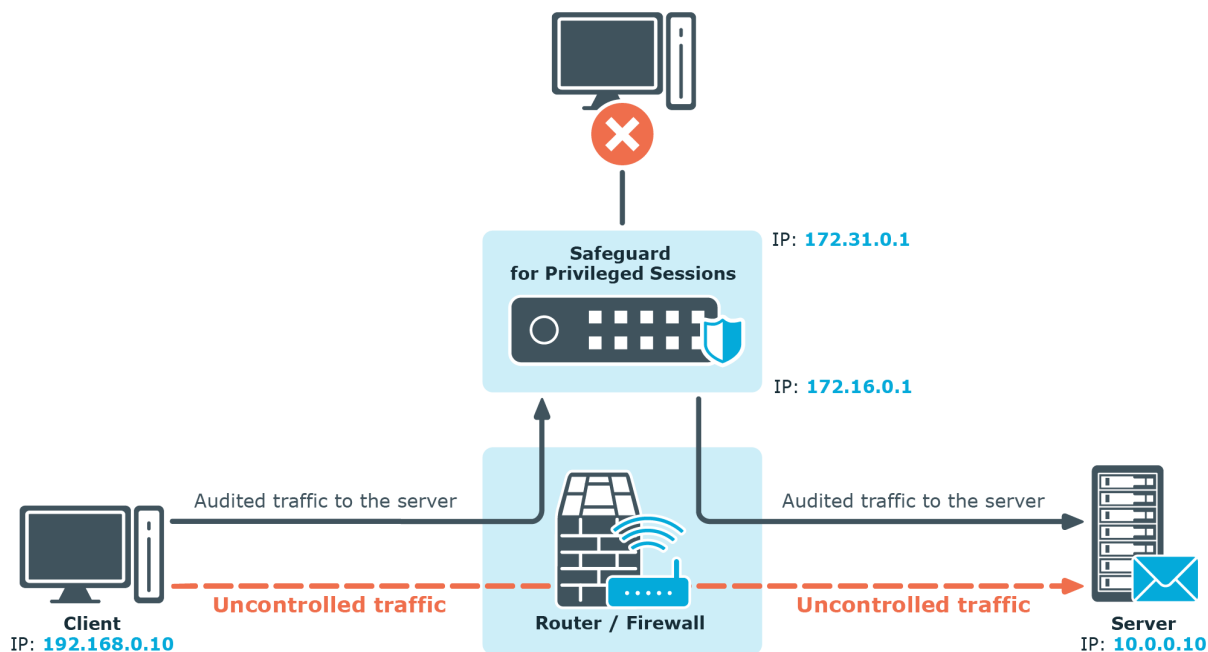 Safeguard
for Privileged Sessions
IP: 172.31.0.1
IP: 172.16.0.1
Audited traffic to the server
Audited traffic to the server
Uncontrolled traffic
Uncontrolled traffic
Client
IP: 192.168.0.10
Router / Firewall
Server
IP: 10.0.0.10